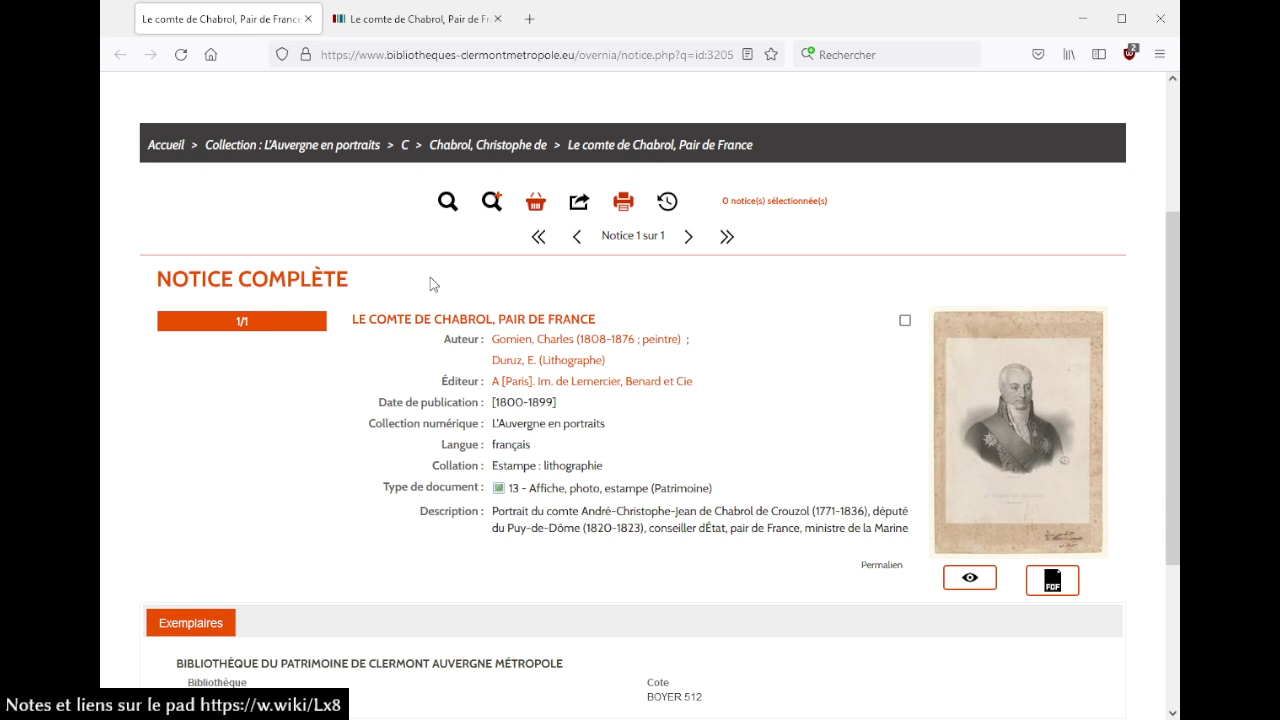 Le comte de Chabrol, Pair de France
Le comte de Chabrol, Pair de Fr
https://www.bibliotheques-clermontmetropole.eu/overnia/notice.php?q=id:3205
Rechercher
2
Accueil > Collection : L'Auvergne en portraits > C > Chabrol, Christophe de > Le comte de Chabrol, Pair de France
0 notice(s) sélectionnée(s)
Notice 1 sur 1
NOTICE COMPLÈTE
1/1
LE COMTE DE CHABROL, PAIR DE FRANCE
Auteur : Gomien, Charles (1808-1876 ; peintre) ;
Duruz, E. (Lithographe)
Éditeur : A [Paris]. Im. de Lemercier, Benard et Cie
Date de publication : [1800-1899]
Collection numérique : L'Auvergne en portraits
Langue : français
Collation : Estampe : lithographie
Type de document : 13 - Affiche, photo, estampe (Patrimoine)
Description : Portrait du comte André-Christophe-Jean de Chabrol de Crouzol (1771-1836), député
du Puy-de-Dôme (1820-1823), conseiller dÉtat, pair de France, ministre de la Marine
Permalien
PDF
Exemplaires
BIBLIOTHÈQUE DU PATRIMOINE DE CLERMONT AUVERGNE MÉTROPOLE
Bibliothèque
Cote
BOYER 512
Notes et liens sur le pad https://w.wiki/Lx8